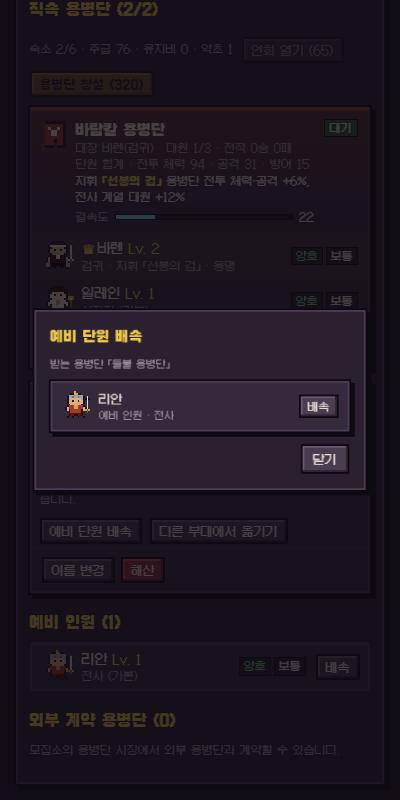 직속 용병단 (2/2)
숙소 2/6 · 주급 76 · 유지비 0 · 약초 1
연회 열기 (65)
용병단 창설 (320)
바람칼 용병단
대기
대장 바렌(검귀) · 대원 1/3 · 전적 0승 0패
단원 합계 · 전투 체력 94 · 공격 31 · 방어 15
지휘 「선봉의 검」 용병단 전투 체력·공격 +6%,
전사 계열 대원 +12%
결속도
22
바렌 Lv. 2
양호 보통
검귀 · 지휘 「선봉의 검」 · 용맹
일레인 Lv. 1
양호 보통
예비 단원 배속
받는 용병단 「들불 용병단」
리안
예비 인원 · 전사
배속
닫기
됩니다.
예비 단원 배속
다른 부대에서 옮기기
이름 변경
해산
예비 인원 (1)
리안 Lv. 1
전사 (기본)
양호 보통
배속
외부 계약 용병단 (0)
모집소의 용병단 시장에서 외부 용병단과 계약할 수 있습니다.